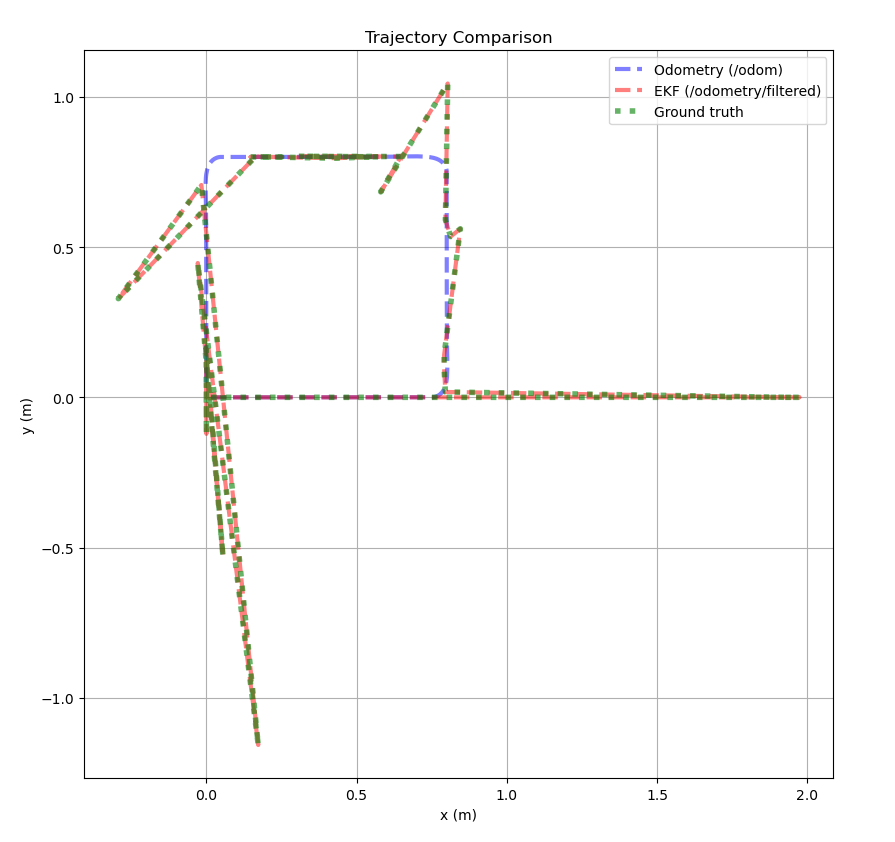 Trajectory Comparison
Odometry (/odom)
EKF (/odometry/filtered)
Ground truth
1.0
0.5
0.0
−0.5
−1.0
y (m)
0.0 0.5 1.0 1.5 2.0
x (m)